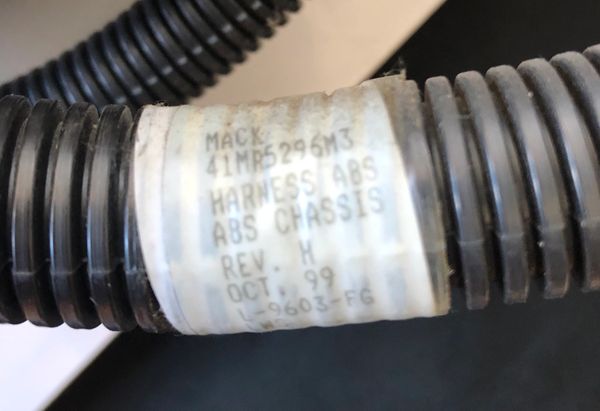 MACK
41MR5296M3
HARNESS ABS
ABS CHASSIS
REV. H
OCT. 99
L-9603-FG